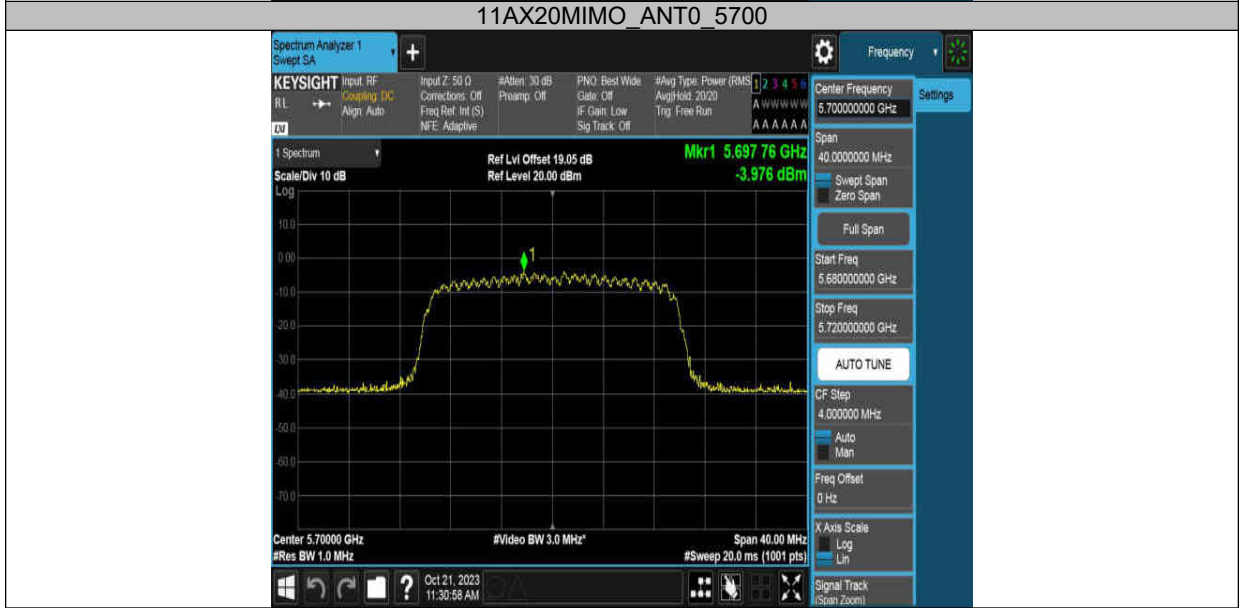 11AX20MIMO_ANT0_5700
Spectrum Analyzer 1
Swept SA
Frequency
KEYSIGHT
RL
Input: RF
Coupling: DC
Align: Auto
Input Z: 50 Ω
Corrections: Off
Freq Ref: Int (S)
NFE: Adaptive
#Atten: 30 dB
Preamp: Off
PNO: Best Wide
Gate: Off
IF Gain: Low
Sig Track: Off
#Avg Type: Power (RMS
Avg|Hold: 20/20
Trig: Free Run
1 2 3 4 5 6
A W W W W W
A A A A A A
1 Spectrum
Scale/Div 10 dB
Log
Ref Lvl Offset 19.05 dB
Ref Level 20.00 dBm
Mkr1 5.697 76 GHz
-3.976 dBm
10.0
0.00
-10.0
-20.0
-30.0
-40.0
-50.0
-60.0
-70.0
1
Center 5.70000 GHz
#Res BW 1.0 MHz
#Video BW 3.0 MHz*
Span 40.00 MHz
#Sweep 20.0 ms (1001 pts)
Center Frequency
5.700000000 GHz
Settings
Span
40.0000000 MHz
Swept Span
Zero Span
Full Span
Start Freq
5.680000000 GHz
Stop Freq
5.720000000 GHz
AUTO TUNE
CF Step
4.000000 MHz
Auto
Man
Freq Offset
0 Hz
X Axis Scale
Log
Lin
Signal Track
(Span Zoom)
?
Oct 21, 2023
11:30:58 AM